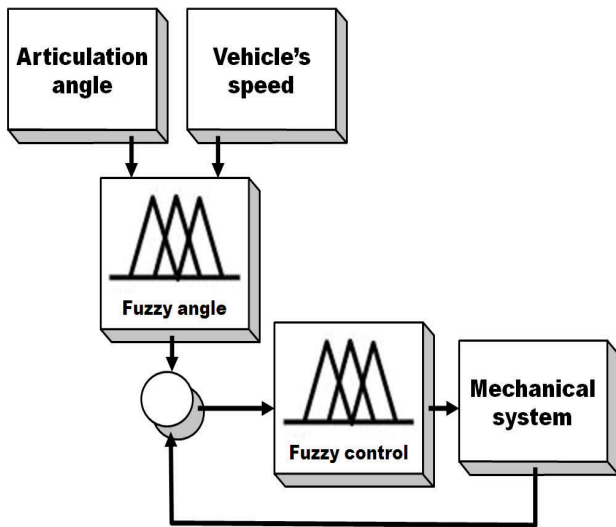 Articulation
angle
Vehicle's
speed
Fuzzy angle
Fuzzy control
Mechanical
system